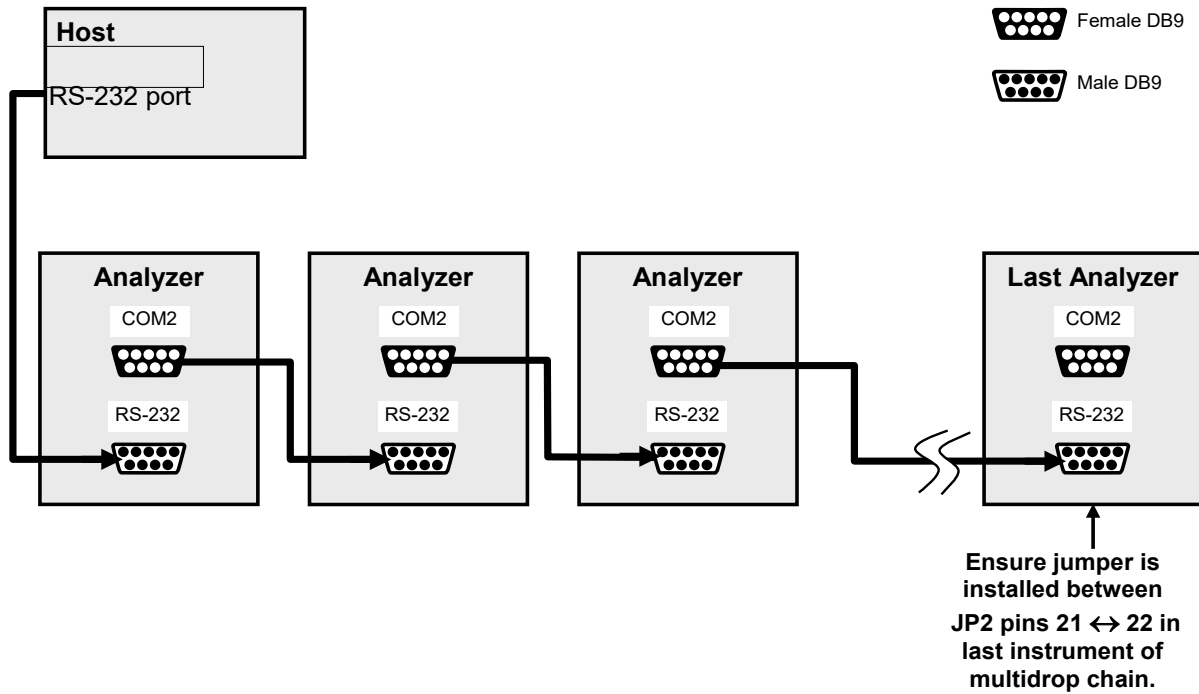 Host
RS-232 port
Female DB9
Male DB9
Analyzer
COM2
RS-232
Analyzer
COM2
RS-232
Analyzer
COM2
RS-232
Last Analyzer
COM2
RS-232
Ensure jumper is
installed between
JP2 pins 21 ↔ 22 in
last instrument of
multidrop chain.